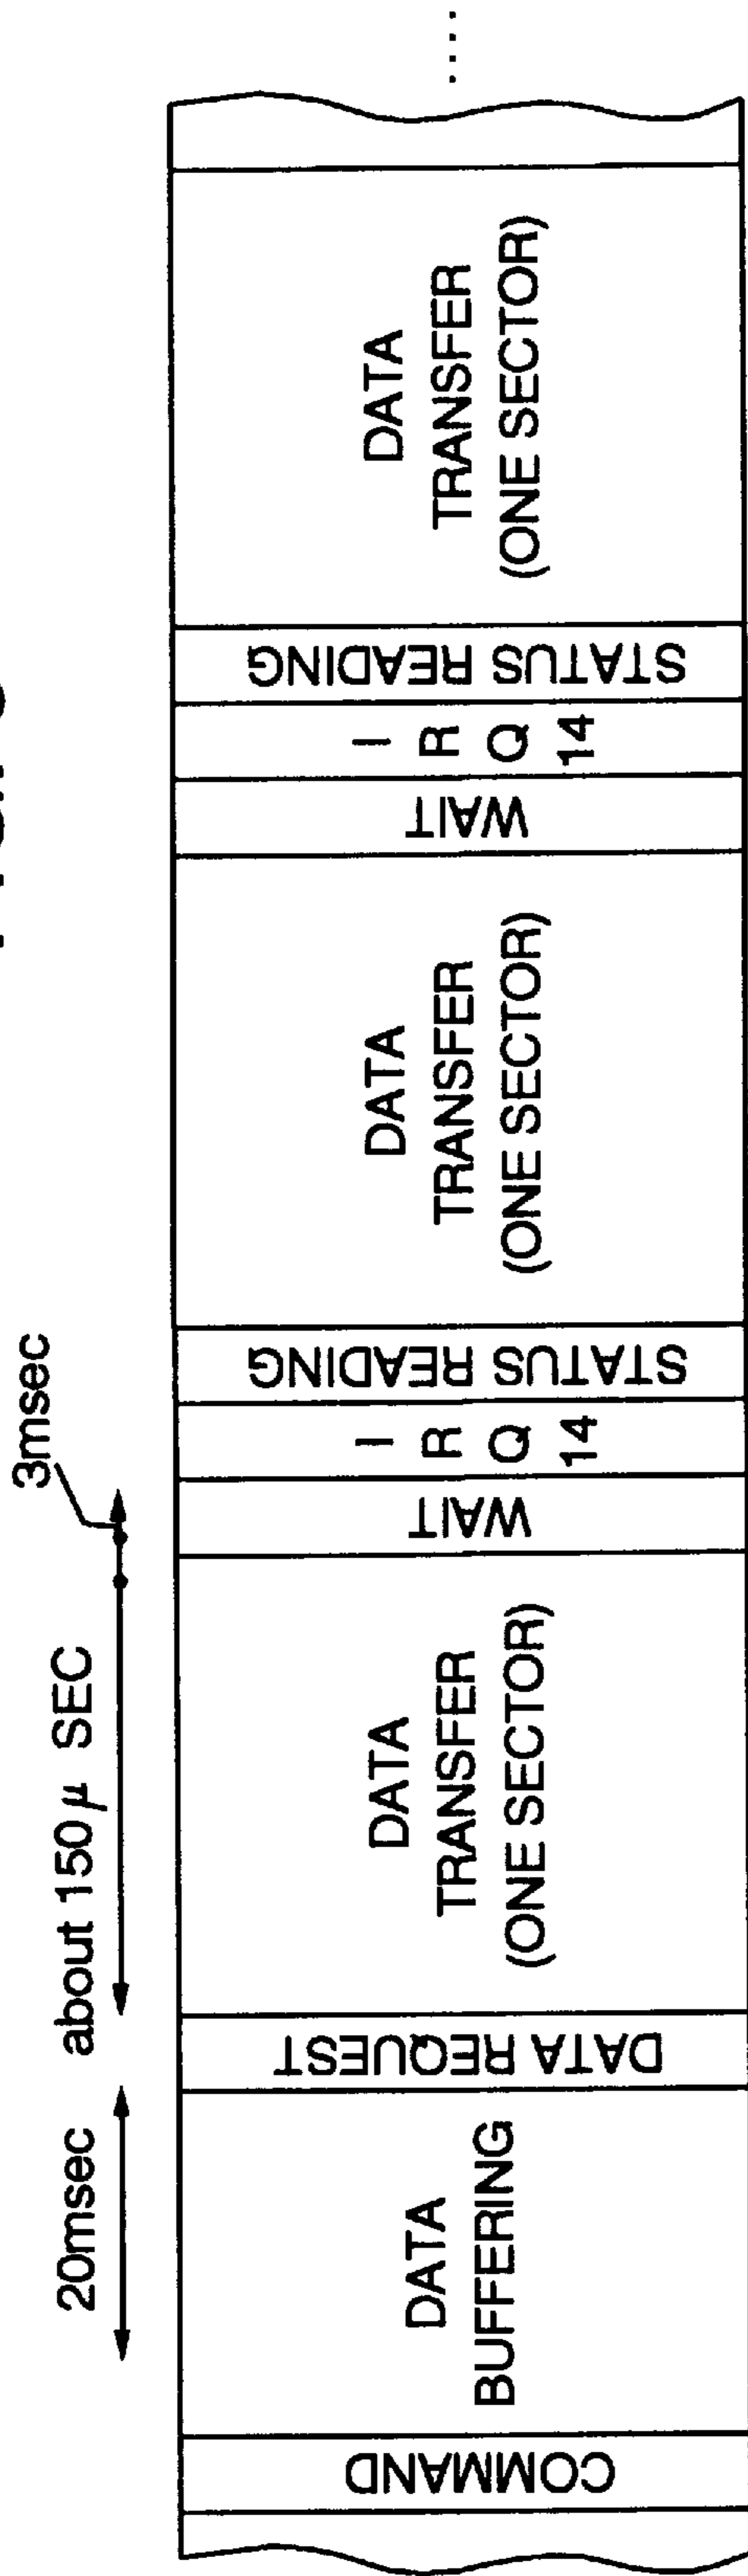 3msec
20msec
about 150μ SEC
COMMAND
DATA
BUFFERING
DATA REQUEST
DATA
TRANSFER
(ONE SECTOR)
WAIT
I
R
Q
14
STATUS READING
DATA
TRANSFER
(ONE SECTOR)
WAIT
I
R
Q
14
STATUS READING
DATA
TRANSFER
(ONE SECTOR)
....